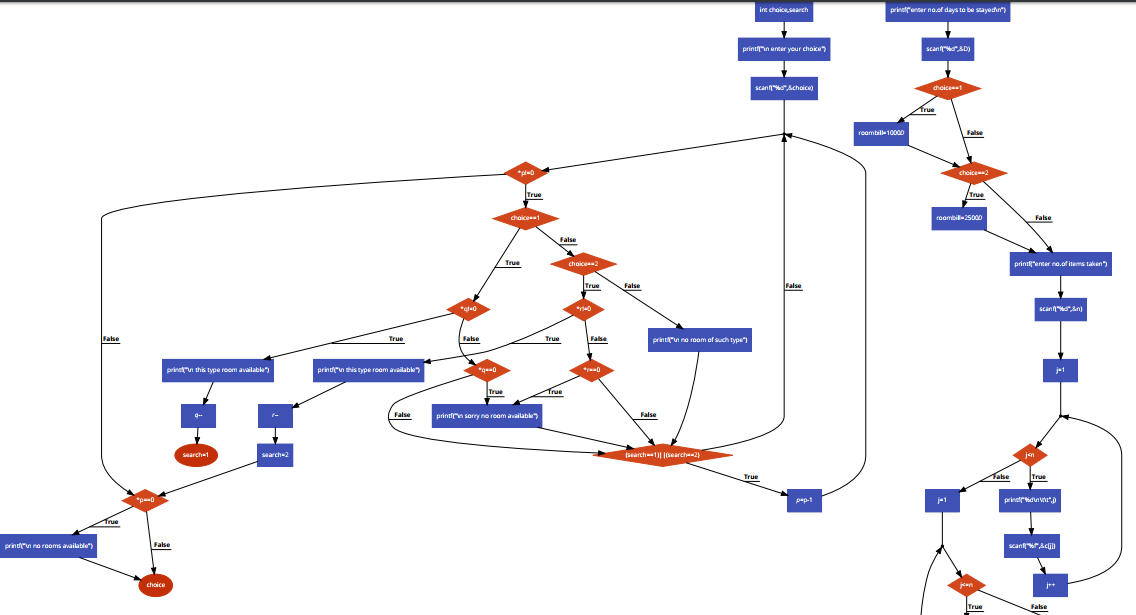 int choice,search
printf("\n enter your choice")
scanf("%d",&choice)
*p!=0
True
choice==1
False
True
choice==2
True
False
False
*q!=0
*r!=0
False
True
False
True
False
printf("\n no room of such type")
printf("\n this type room available")
printf("\n this type room available")
*q==0
*r==0
True
True
q--
r--
printf("\n sorry no room available")
False
False
search=1
search=2
(search==1)||(search==2)
True
*p==0
p=p-1
True
printf("\n no rooms available")
False
choice
printf("enter no.of days to be stayed\n")
scanf("%d",&D)
choice==1
True
roombill=1000
False
choice==2
True
roombill=2500
False
printf("enter no.of items taken")
scanf("%d",&n)
j=1
j<n
False
True
j=1
printf("%d\n\n\t",j)
scanf("%f",&c[j])
j<=n
j++
True
False